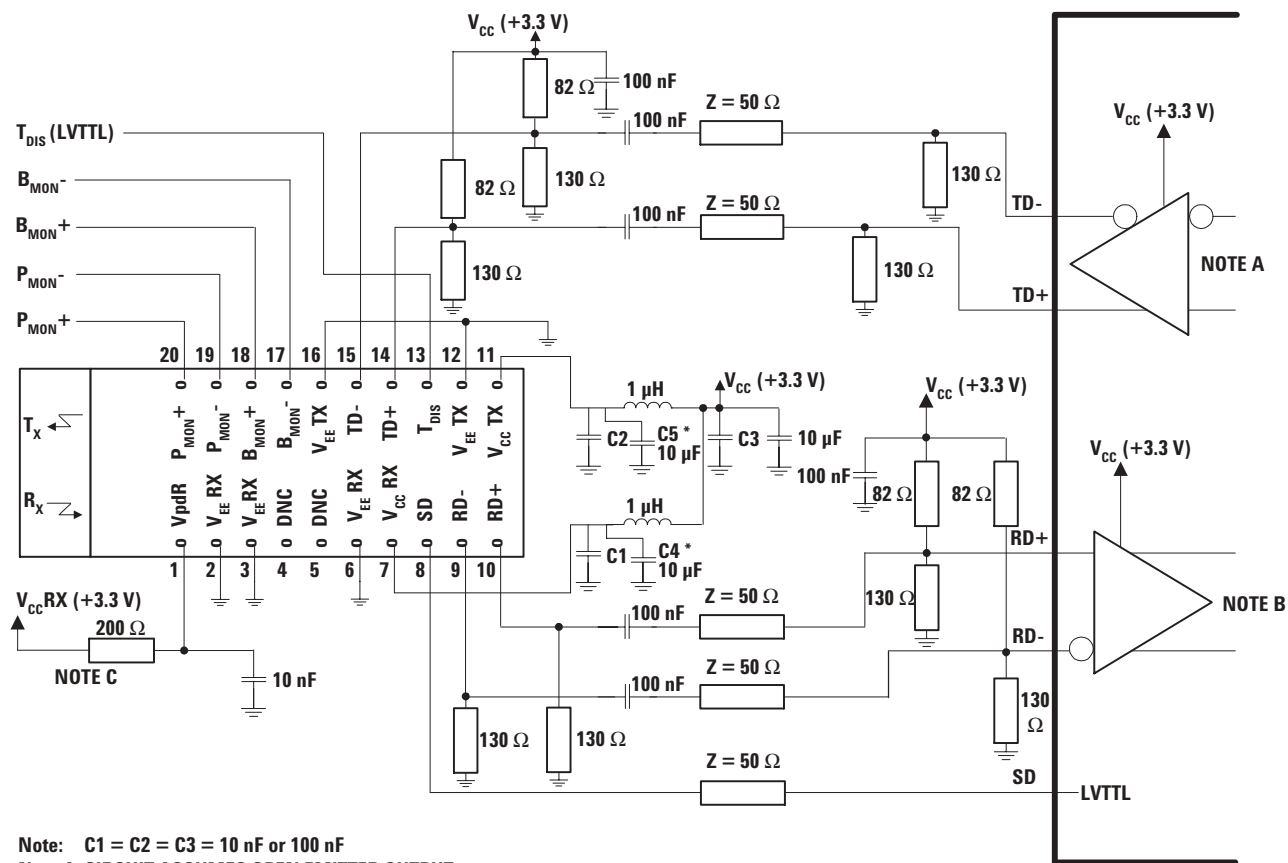 V_CC (+3.3 V)
82 Ω
100 nF
Z = 50 Ω
100 nF
T_DIS (LVTTL)
V_CC (+3.3 V)
130 Ω
130 Ω
82 Ω
B_MON-
100 nF
Z = 50 Ω
TD-
B_MON+
NOTE A
130 Ω
130 Ω
P_MON-
TD+
P_MON+
20 19 18 17 16 15 14 13 12 11
V_CC (+3.3 V)
1 µH
V_CC (+3.3 V)
T_X
P_MON+ P_MON- B_MON+ B_MON- V_EE TX TD- TD+ T_DIS V_EE TX V_CC TX
C2
C5 *
10 µF
C3
10 µF
V_CC (+3.3 V)
100 nF
82 Ω
82 Ω
R_X
VpdR V_EE RX V_EE RX DNC DNC V_EE RX V_CC RX SD RD- RD+
1 µH
RD+
C1
C4 *
10 µF
1 2 3 4 5 6 7 8 9 10
V_CC RX (+3.3 V)
Z = 50 Ω
130 Ω
NOTE B
100 nF
200 Ω
RD-
NOTE C
10 nF
Z = 50 Ω
100 nF
130 Ω
130 Ω
130 Ω
Z = 50 Ω
SD
LVTTL
Note: C1 = C2 = C3 = 10 nF or 100 nF